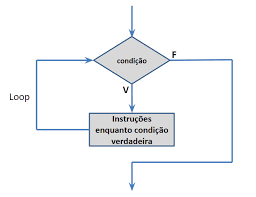 condição
F
V
Loop
Instruções
enquanto condição
verdadeira